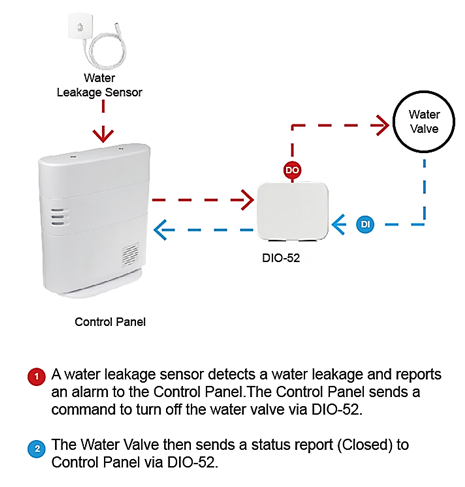 Water
Leakage Sensor
Water
Valve
DO
DI
DIO-52
Control Panel
1 A water leakage sensor detects a water leakage and reports
an alarm to the Control Panel.The Control Panel sends a
command to turn off the water valve via DIO-52.
2 The Water Valve then sends a status report (Closed) to
Control Panel via DIO-52.